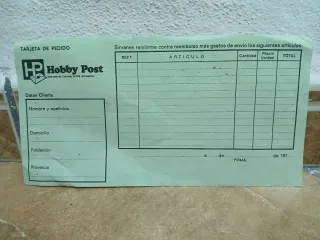 TARJETA DE PEDIDO
Sírvanse remitirme contra reembolso más gastos de envío los siguientes artículos:
HP Hobby Post
Datos Cliente
Nombre y apellidos
Domicilio
Población
Provincia
REF.ª
ARTICULO
Cantidad
Precio Unidad
TOTAL
a de de 197
FIRMA,